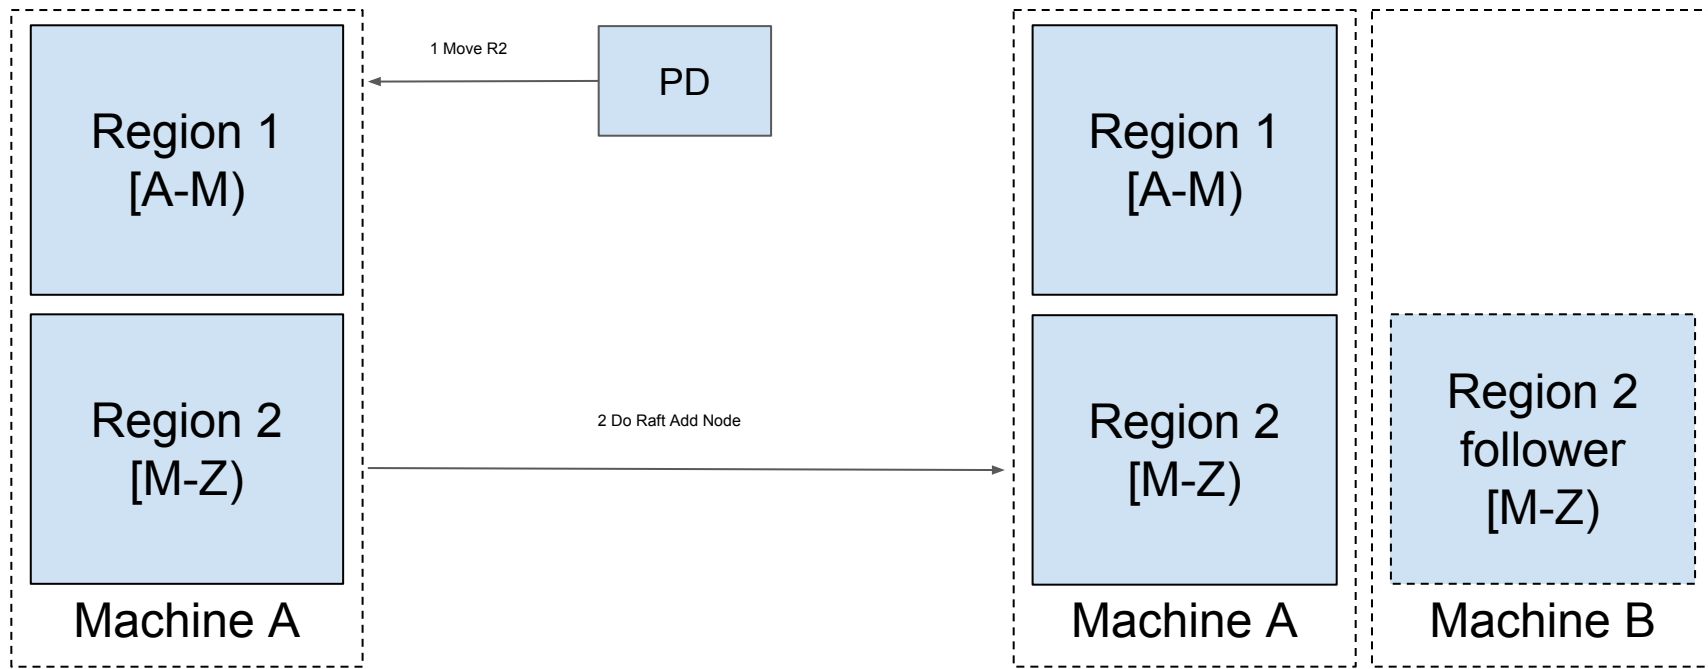 1 Move R2
PD
Region 1
[A-M)
Region 2
[M-Z)
Machine A
2 Do Raft Add Node
Region 1
[A-M)
Region 2
[M-Z)
Machine A
Region 2
follower
[M-Z)
Machine B